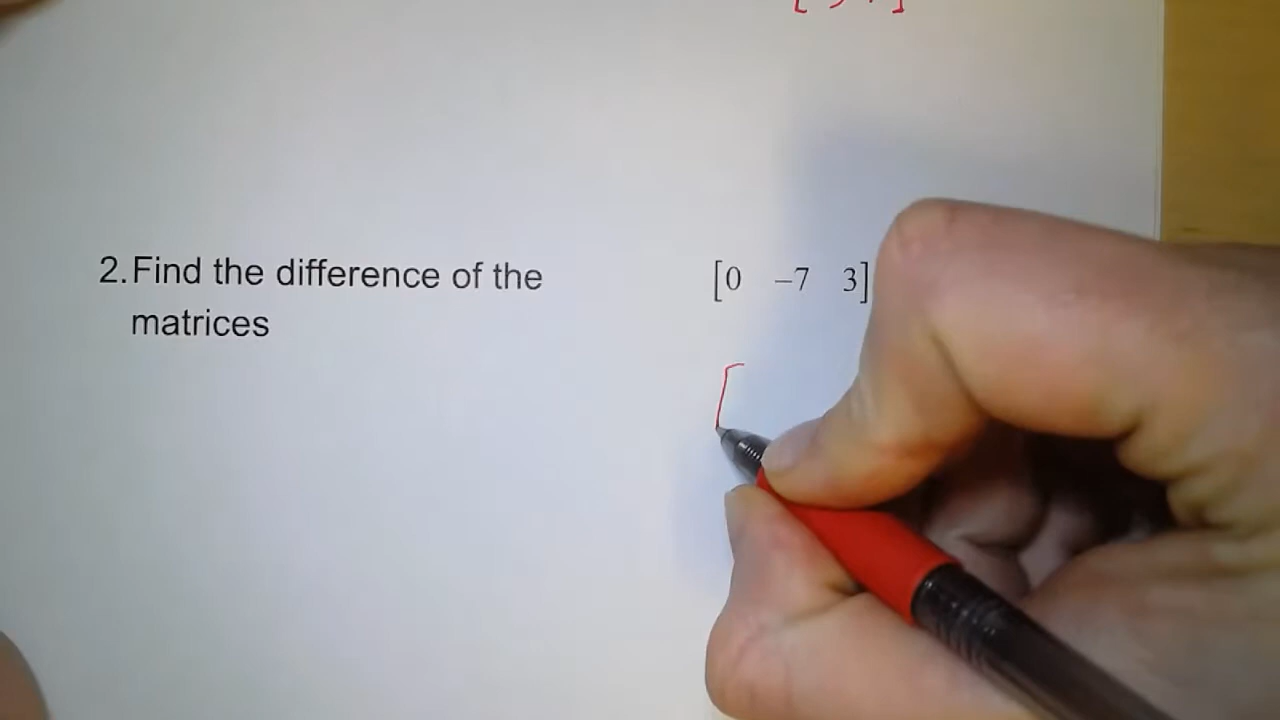 2. Find the difference of the
matrices
[0 −7 3]
[